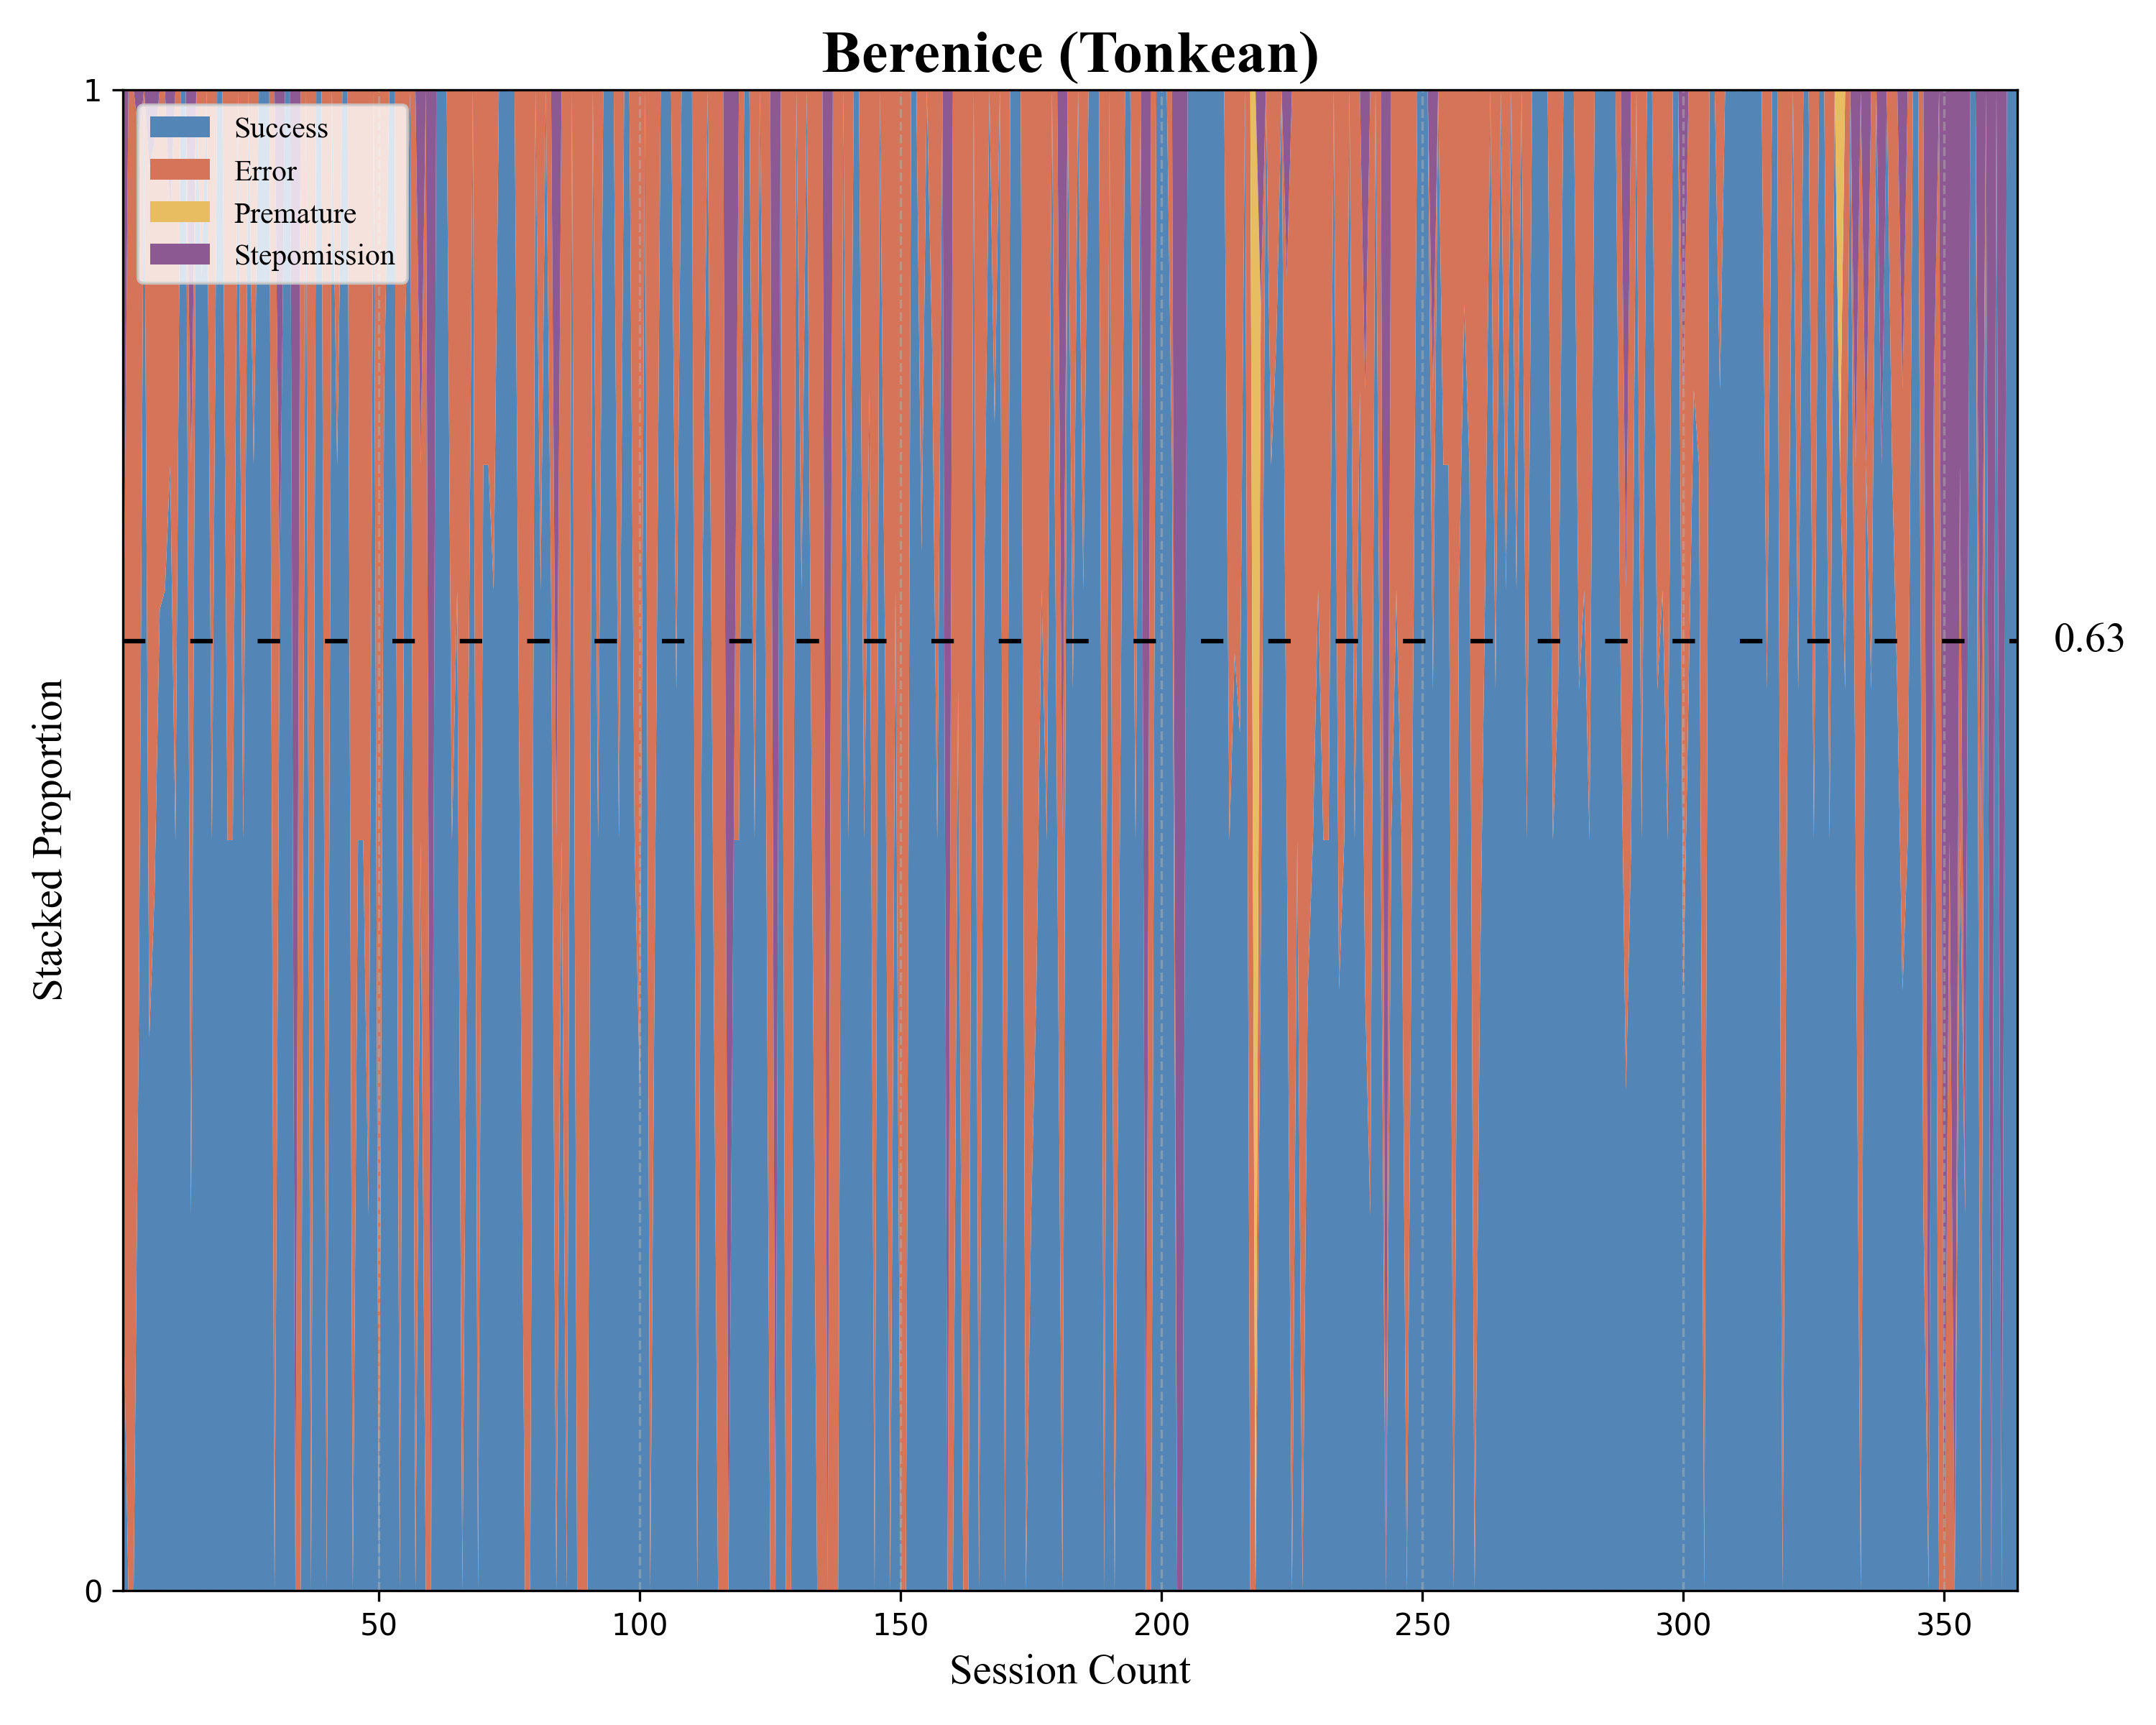 Berenice (Tonkean)
1
Success
Error
Premature
Stepomission
0.63
Stacked Proportion
0
50 100 150 200 250 300 350
Session Count